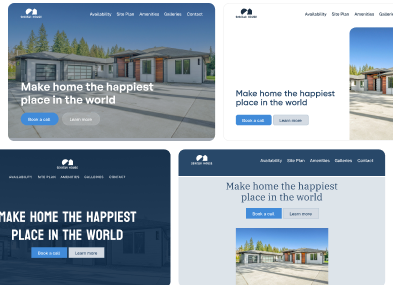 Availability Site Plan Amenities Galleries Contact
Make home the happiest
place in the world
Book a call Learn more
Availability Site Plan Amenities Galleries
Make home the happiest
place in the world
Book a call Learn more
AVAILABILITY SITE PLAN AMENITIES GALLERIES CONTACT
MAKE HOME THE HAPPIEST
PLACE IN THE WORLD
Book a call Learn more
Availability Site Plan Amenities Galleries Contact
Make home the happiest
place in the world
Book a call Learn more